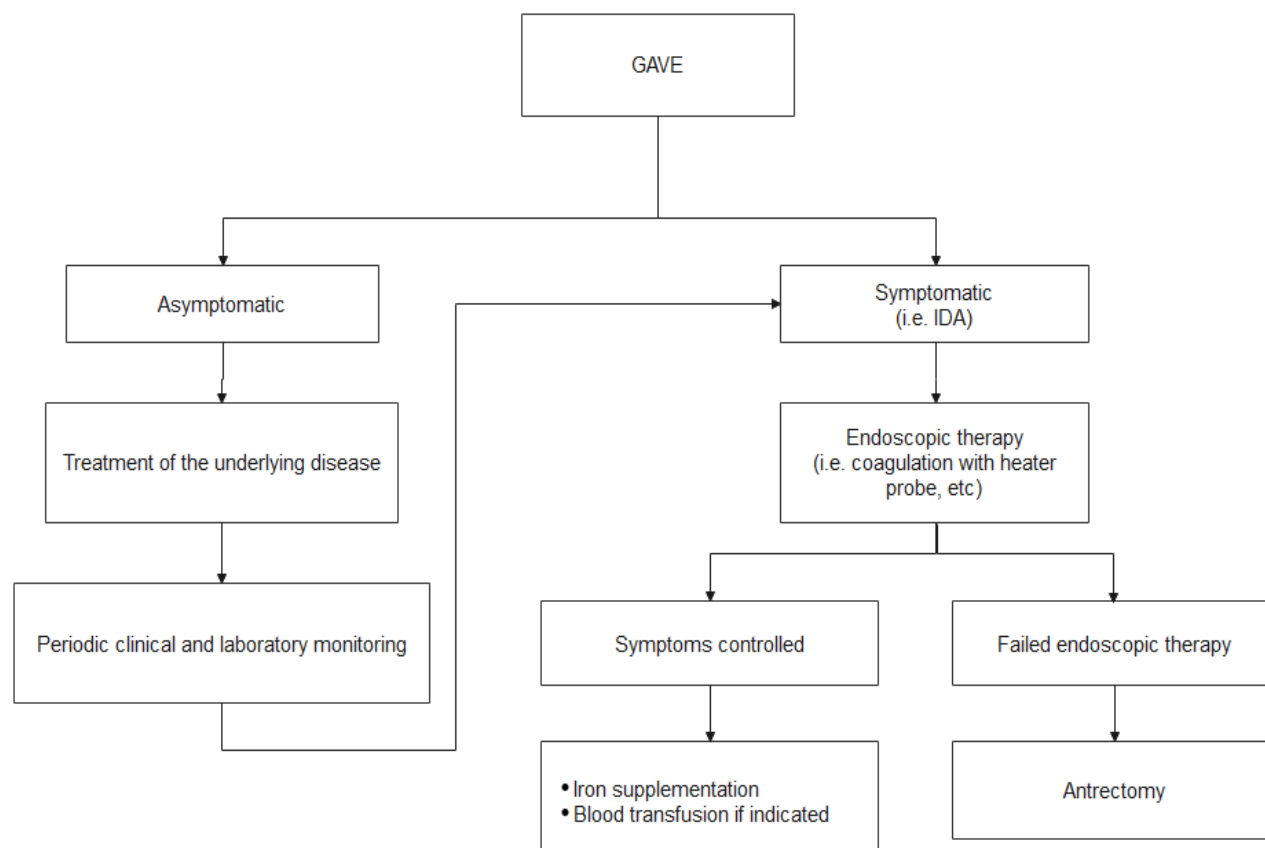 GAVE
Asymptomatic
Symptomatic
(i.e. IDA)
Treatment of the underlying disease
Endoscopic therapy
(i.e. coagulation with heater
probe, etc)
Periodic clinical and laboratory monitoring
Symptoms controlled
Failed endoscopic therapy
• Iron supplementation
• Blood transfusion if indicated
Antrectomy